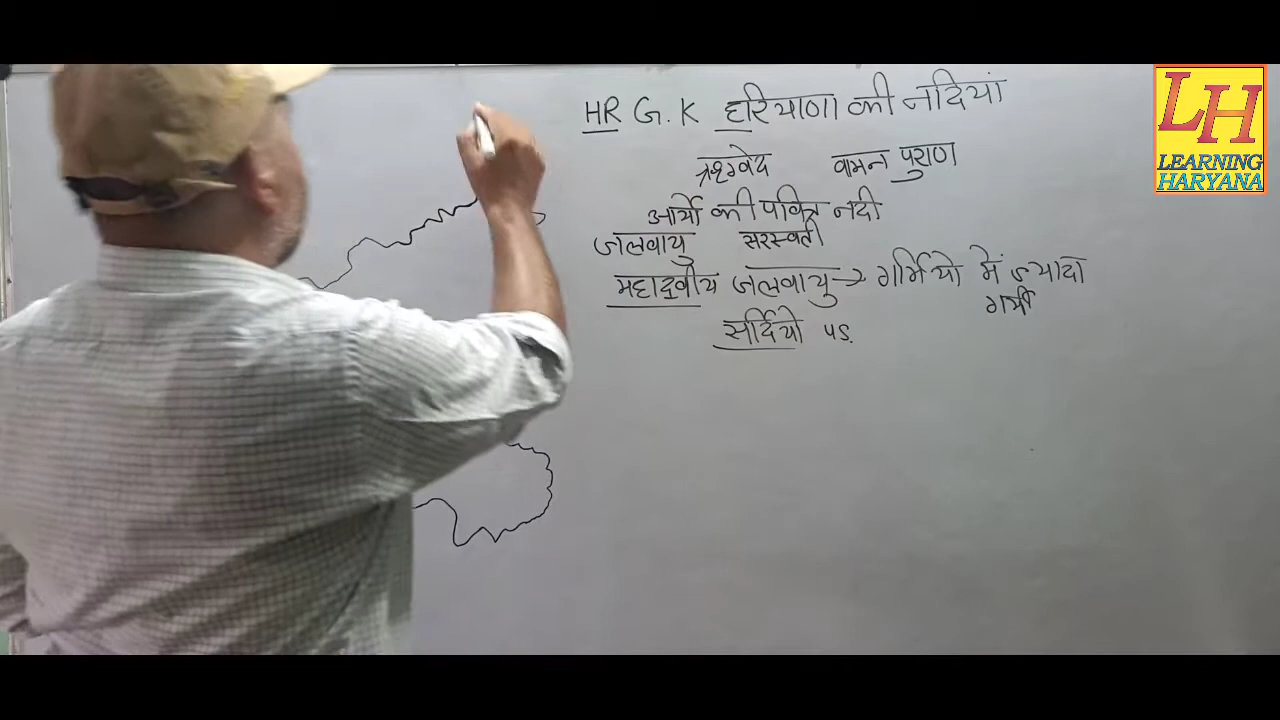 HR G.K हरियाणा की नदियां
ऋग्वेद वामन पुराण
आर्यो की पवित्र नदी
जलवायु सरस्वती
महाद्वीय जलवायु → गर्मियो में ज्यादा
गर्मी
सर्दियो पड.
LH
LEARNING
HARYANA